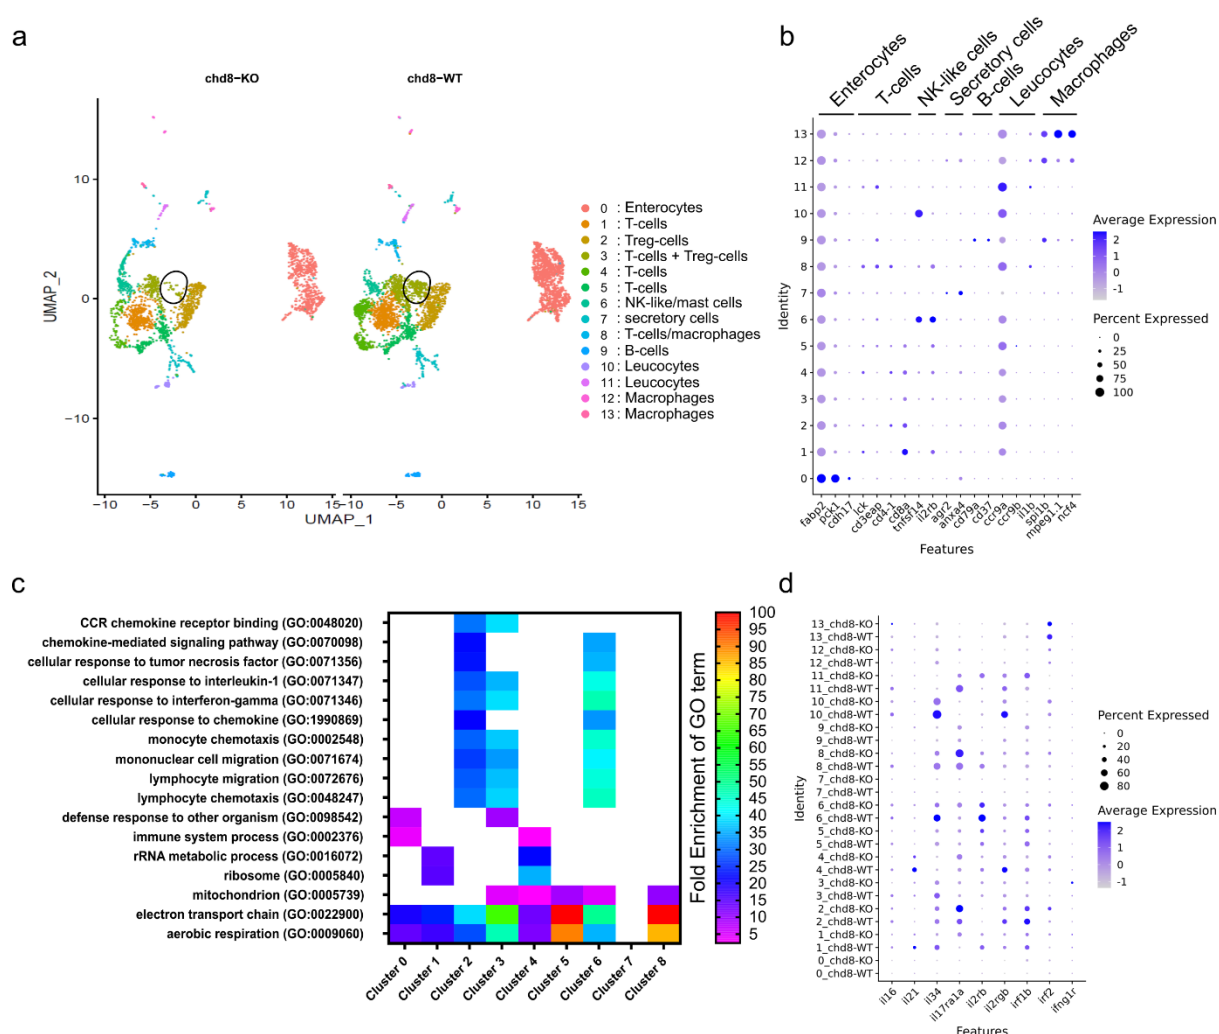 a
chd8-KO
chd8-WT
10
0
-10
UMAP_2
-10
-5
0
5
10
15
-10
-5
0
5
10
15
UMAP_1
0 : Enterocytes
1 : T-cells
2 : Treg-cells
3 : T-cells + Treg-cells
4 : T-cells
5 : T-cells
6 : NK-like/mast cells
7 : secretory cells
8 : T-cells/macrophages
9 : B-cells
10 : Leucocytes
11 : Leucocytes
12 : Macrophages
13 : Macrophages
b
Enterocytes
T-cells
NK-like cells
Secretory cells
B-cells
Leucocytes
Macrophages
13
12
11
10
9
8
7
6
5
4
3
2
1
0
Identity
fabp2
pck1
cdh17
lck
cd3eap
cd4-1
cd8a
tnfsf14
il2rb
agr2
anxa4
cd79a
cd37
ccr9a
ccr9b
il1b
spi1b
mpeg1.1
ncf4
Features
Average Expression
2
1
0
-1
Percent Expressed
0
25
50
75
100
c
CCR chemokine receptor binding (GO:0048020)
chemokine-mediated signaling pathway (GO:0070098)
cellular response to tumor necrosis factor (GO:0071356)
cellular response to interleukin-1 (GO:0071347)
cellular response to interferon-gamma (GO:0071346)
cellular response to chemokine (GO:1990869)
monocyte chemotaxis (GO:0002548)
mononuclear cell migration (GO:0071674)
lymphocyte migration (GO:0072676)
lymphocyte chemotaxis (GO:0048247)
defense response to other organism (GO:0098542)
immune system process (GO:0002376)
rRNA metabolic process (GO:0016072)
ribosome (GO:0005840)
mitochondrion (GO:0005739)
electron transport chain (GO:0022900)
aerobic respiration (GO:0009060)
Cluster 0
Cluster 1
Cluster 2
Cluster 3
Cluster 4
Cluster 5
Cluster 6
Cluster 7
Cluster 8
Fold Enrichment of GO term
100
95
90
85
80
75
70
65
60
55
50
45
40
35
30
25
20
15
10
5
d
13_chd8-KO
13_chd8-WT
12_chd8-KO
12_chd8-WT
11_chd8-KO
11_chd8-WT
10_chd8-KO
10_chd8-WT
9_chd8-KO
9_chd8-WT
8_chd8-KO
8_chd8-WT
7_chd8-KO
7_chd8-WT
6_chd8-KO
6_chd8-WT
5_chd8-KO
5_chd8-WT
4_chd8-KO
4_chd8-WT
3_chd8-KO
3_chd8-WT
2_chd8-KO
2_chd8-WT
1_chd8-KO
1_chd8-WT
0_chd8-KO
0_chd8-WT
Identity
il16
il21
il34
il17ra1a
il2rb
il2rgb
irf1b
irf2
ifng1r
Features
Percent Expressed
0
20
40
60
80
Average Expression
2
1
0
-1